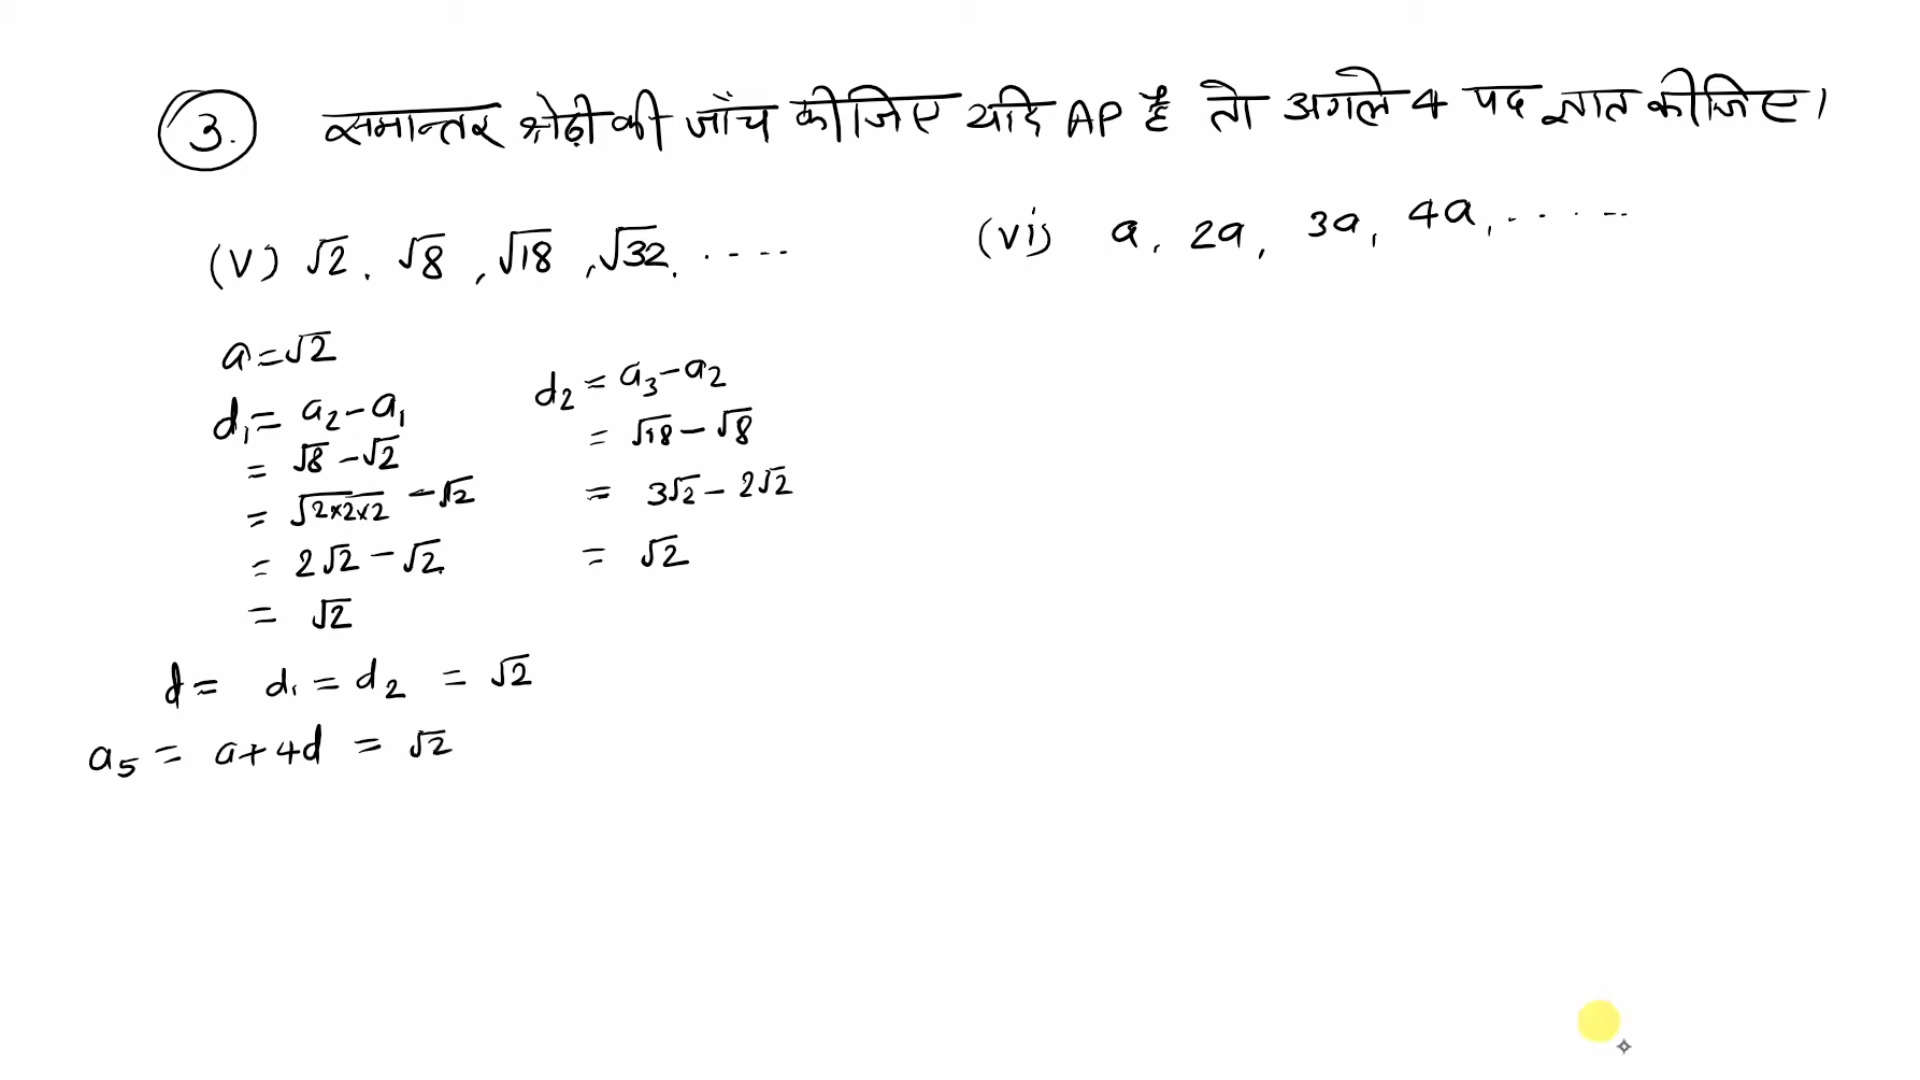 3. समान्तर श्रेढ़ी की जाँच कीजिए यदि AP है तो अगले 4 पद ज्ञात कीजिए।
(V) √2, √8, √18, √32, ....
(vi) a, 2a, 3a, 4a, ......
a = √2
d₁ = a₂ - a₁
= √8 - √2
= √2×2×2 - √2
= 2√2 - √2
= √2
d₂ = a₃ - a₂
= √18 - √8
= 3√2 - 2√2
= √2
d = d₁ = d₂ = √2
a₅ = a + 4d = √2